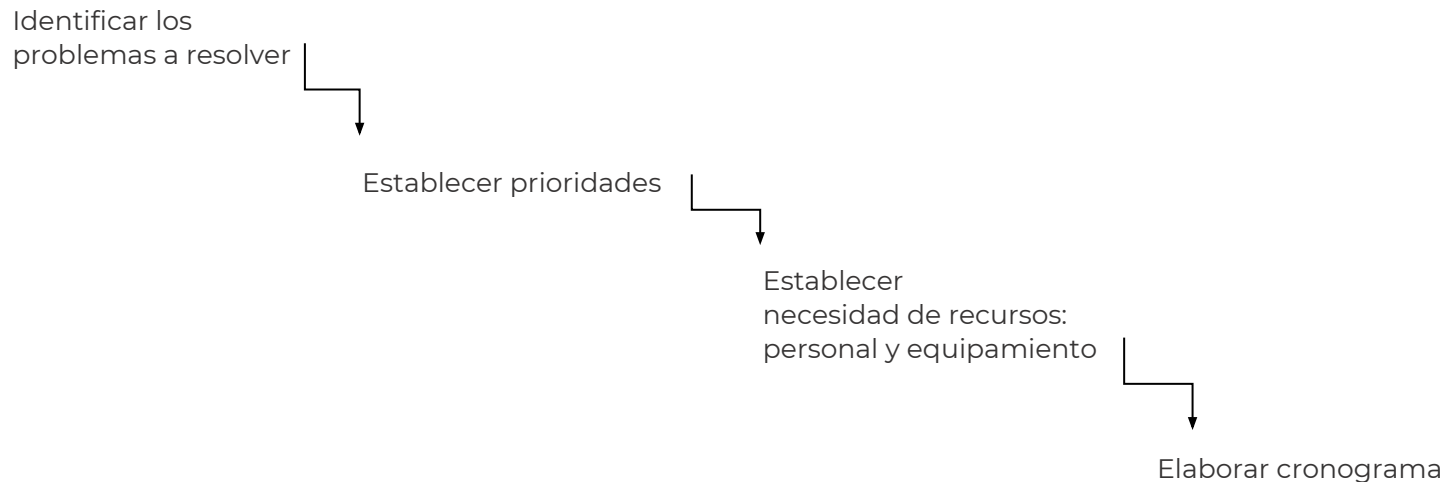 Identificar los
problemas a resolver
Establecer prioridades
Establecer
necesidad de recursos:
personal y equipamiento
Elaborar cronograma